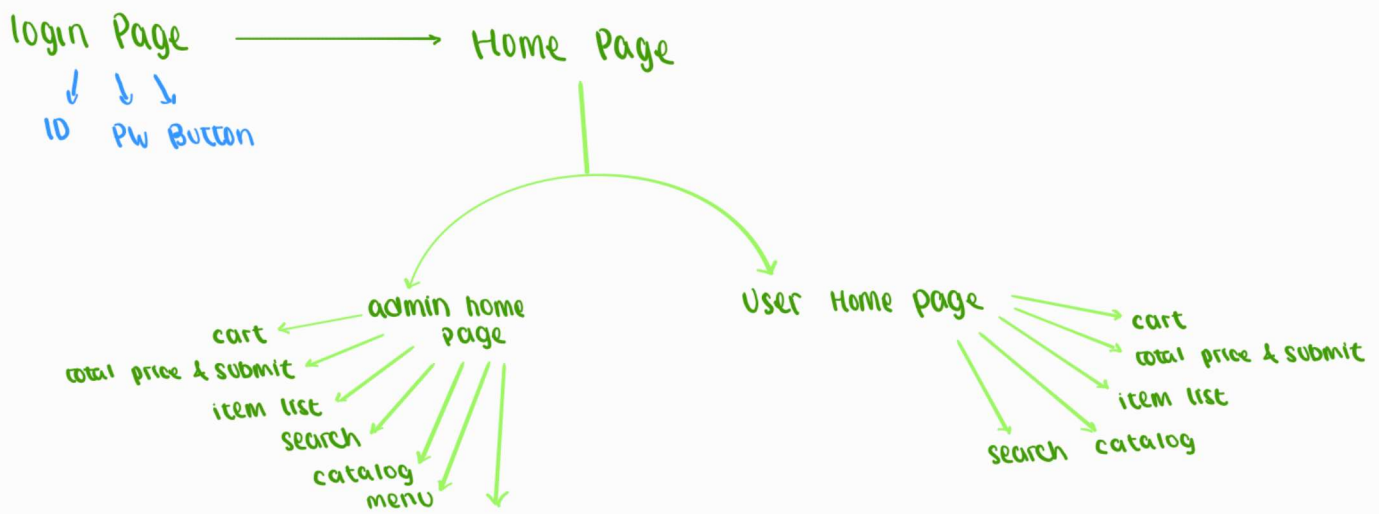 login Page
Home Page
ID PW Button
admin home
page
User Home page
cart
total price & submit
item list
search
catalog
menu
cart
total price & submit
item list
catalog
search